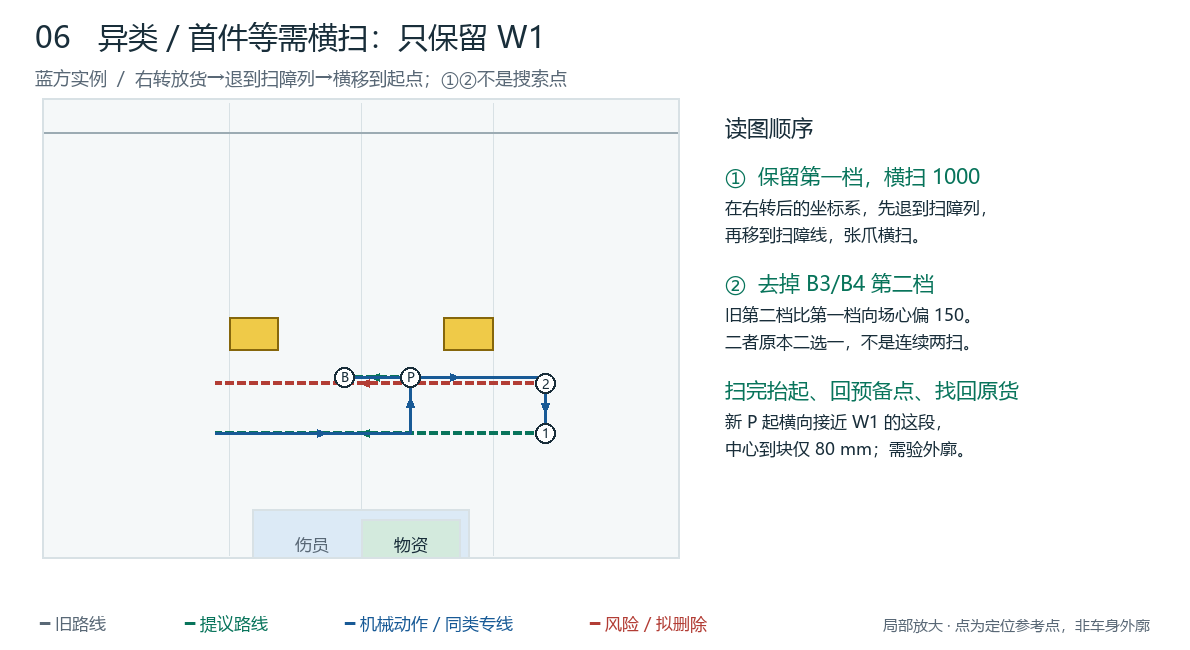 06 异类 / 首件等需横扫：只保留 W1
蓝方实例 / 右转放货→退到扫障列→横移到起点；①②不是搜索点
B
P
2
1
伤员
物资
读图顺序
① 保留第一档，横扫 1000
在右转后的坐标系，先退到扫障列，
再移到扫障线，张爪横扫。
② 去掉 B3/B4 第二档
旧第二档比第一档向场心偏 150。
二者原本二选一，不是连续两扫。
扫完抬起、回预备点、找回原货
新 P 起横向接近 W1 的这段，
中心到块仅 80 mm；需验外廓。
旧路线
提议路线
机械动作 / 同类专线
风险 / 拟删除
局部放大 · 点为定位参考点，非车身外廓